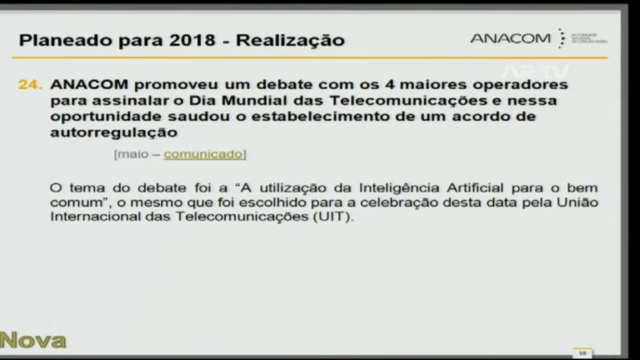 Planeado para 2018 - Realização
ANACOM
ARTV
24. ANACOM promoveu um debate com os 4 maiores operadores
para assinalar o Dia Mundial das Telecomunicações e nessa
oportunidade saudou o estabelecimento de um acordo de
autorregulação
[maio – comunicado]
O tema do debate foi a “A utilização da Inteligência Artificial para o bem
comum”, o mesmo que foi escolhido para a celebração desta data pela União
Internacional das Telecomunicações (UIT).
Nova